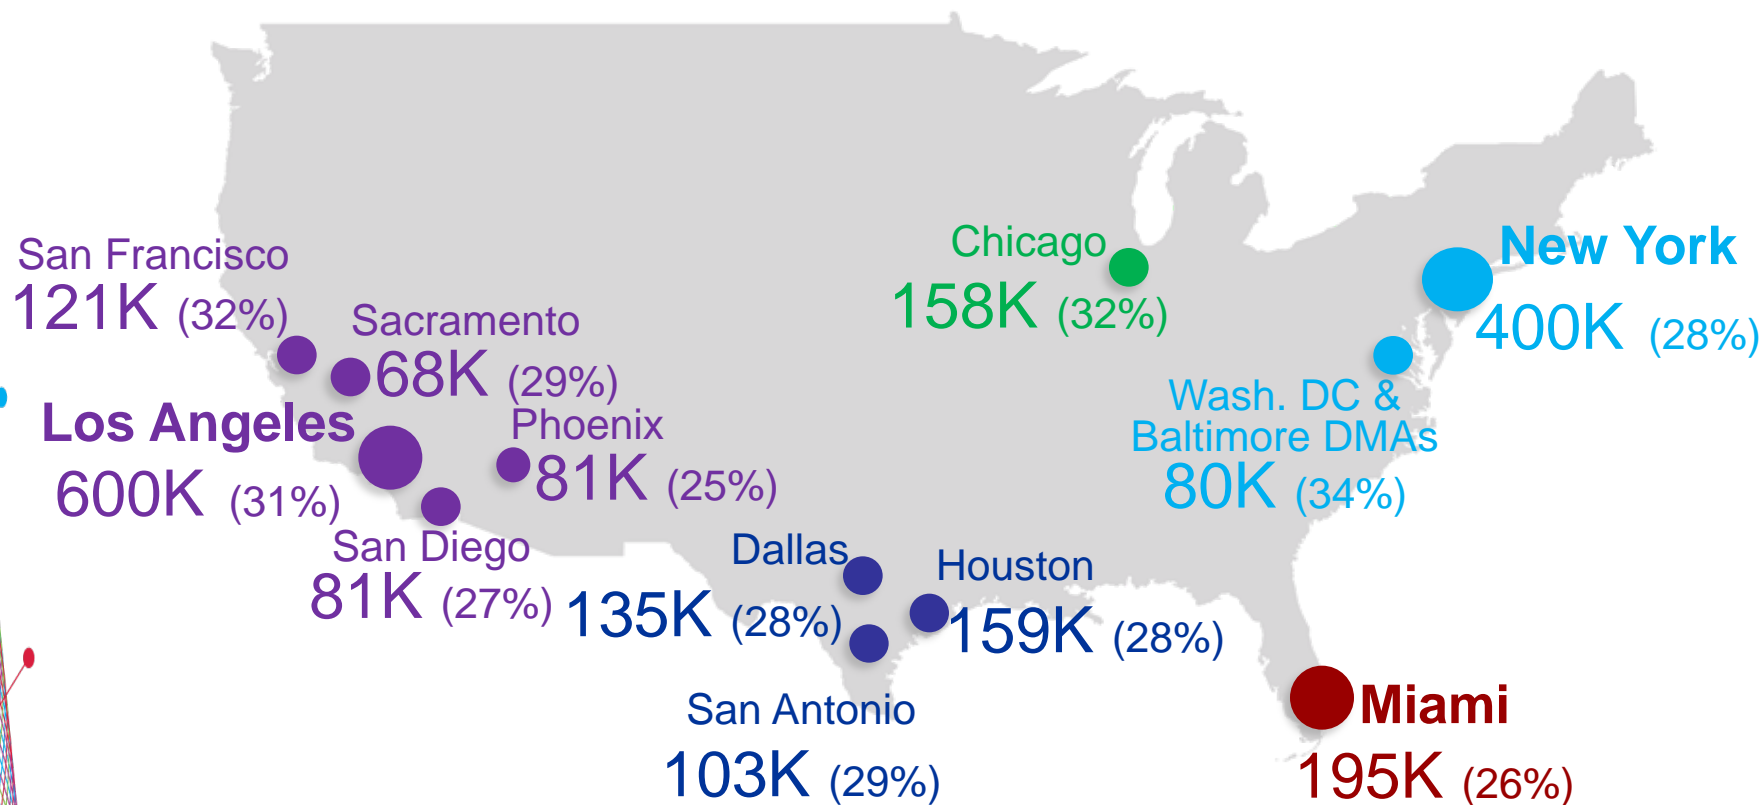 San Francisco
121K (32%)
Sacramento
68K (29%)
Los Angeles
600K (31%)
Phoenix
81K (25%)
San Diego
81K (27%)
Dallas
135K (28%)
Houston
159K (28%)
San Antonio
103K (29%)
Chicago
158K (32%)
New York
400K (28%)
Wash. DC &
Baltimore DMAs
80K (34%)
Miami
195K (26%)